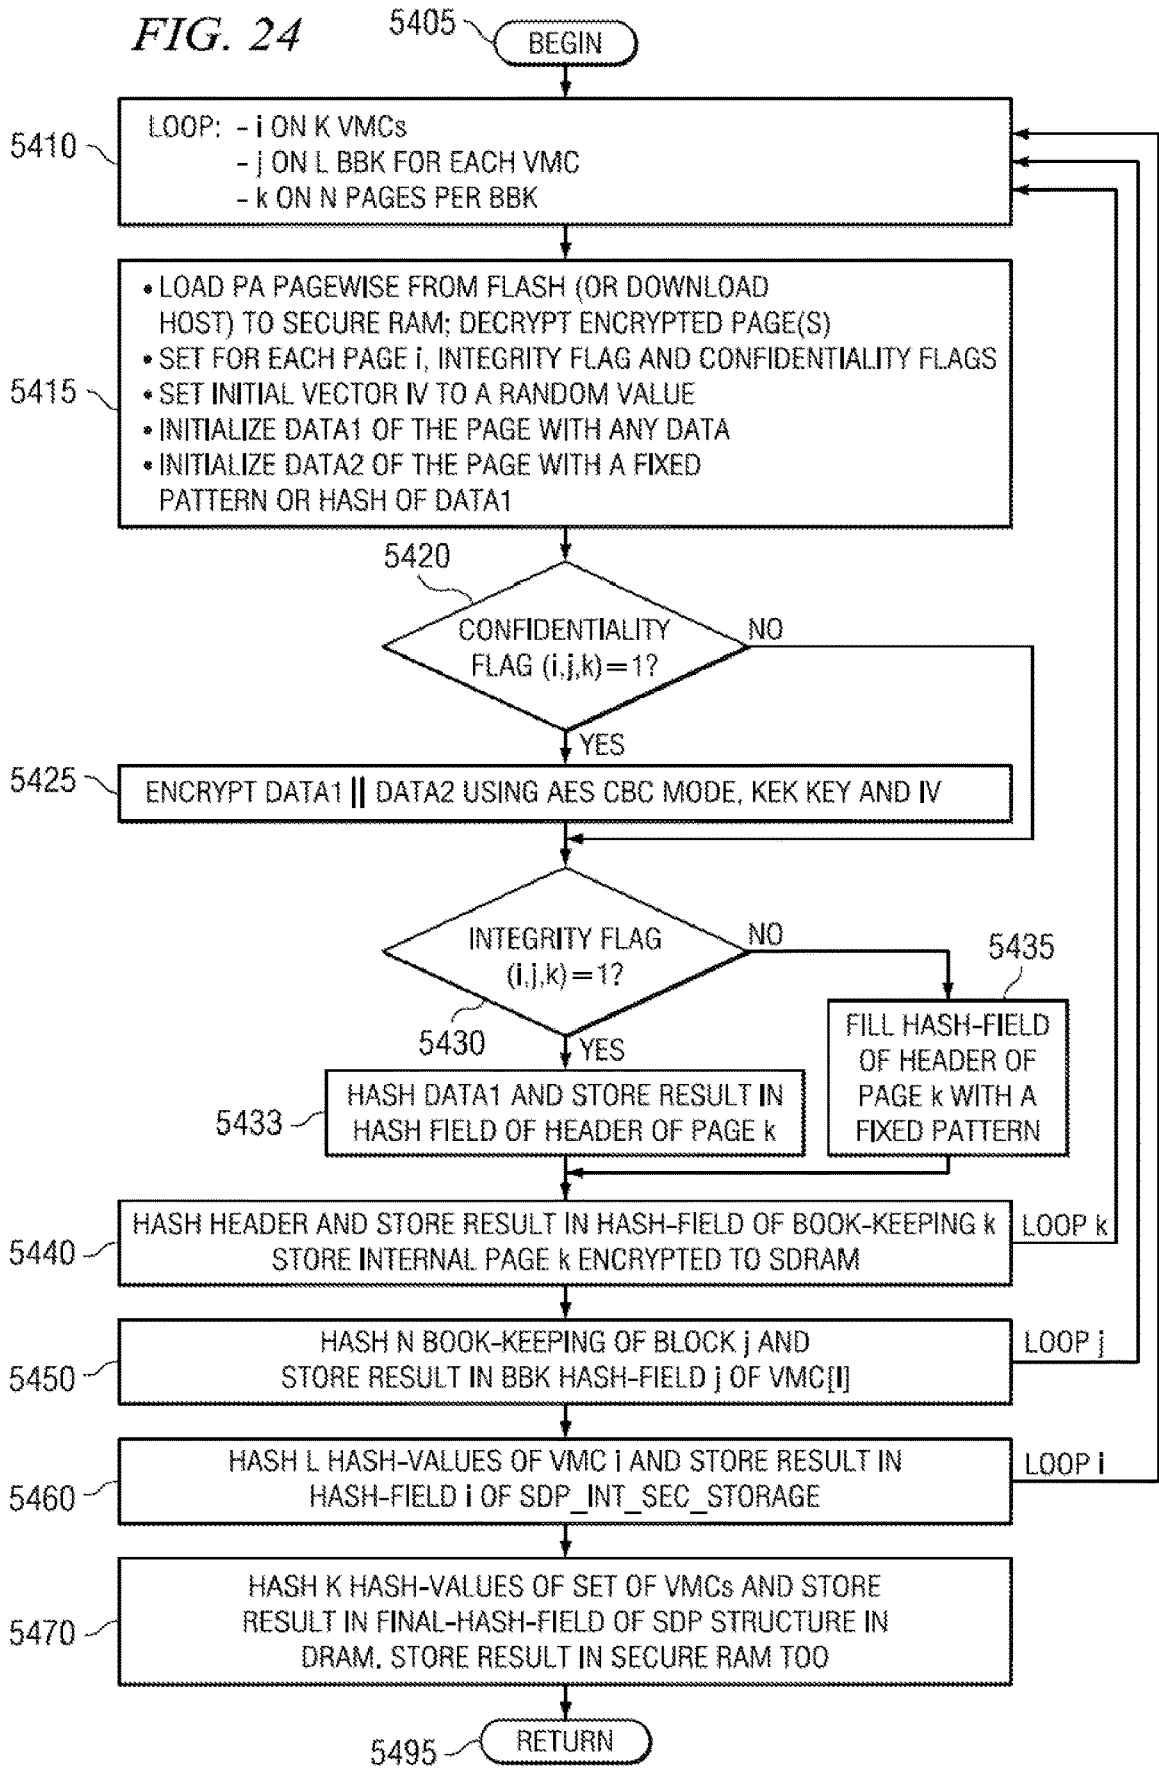 FIG. 24
5405
BEGIN
5410
LOOP: - i ON K VMCs
- j ON L BBK FOR EACH VMC
- k ON N PAGES PER BBK
5415
• LOAD PA PAGEWISE FROM FLASH (OR DOWNLOAD
HOST) TO SECURE RAM; DECRYPT ENCRYPTED PAGE(S)
• SET FOR EACH PAGE i, INTEGRITY FLAG AND CONFIDENTIALITY FLAGS
• SET INITIAL VECTOR IV TO A RANDOM VALUE
• INITIALIZE DATA1 OF THE PAGE WITH ANY DATA
• INITIALIZE DATA2 OF THE PAGE WITH A FIXED
PATTERN OR HASH OF DATA1
5420
CONFIDENTIALITY
FLAG (i,j,k)=1?
NO
YES
5425
ENCRYPT DATA1 || DATA2 USING AES CBC MODE, KEK KEY AND IV
INTEGRITY FLAG
(i,j,k)=1?
NO
5430
YES
5435
FILL HASH-FIELD
OF HEADER OF
PAGE k WITH A
FIXED PATTERN
5433
HASH DATA1 AND STORE RESULT IN
HASH FIELD OF HEADER OF PAGE k
5440
HASH HEADER AND STORE RESULT IN HASH-FIELD OF BOOK-KEEPING k
STORE INTERNAL PAGE k ENCRYPTED TO SDRAM
LOOP k
5450
HASH N BOOK-KEEPING OF BLOCK j AND
STORE RESULT IN BBK HASH-FIELD j OF VMC[I]
LOOP j
5460
HASH L HASH-VALUES OF VMC i AND STORE RESULT IN
HASH-FIELD i OF SDP_INT_SEC_STORAGE
LOOP i
5470
HASH K HASH-VALUES OF SET OF VMCs AND STORE
RESULT IN FINAL-HASH-FIELD OF SDP STRUCTURE IN
DRAM. STORE RESULT IN SECURE RAM TOO
5495
RETURN